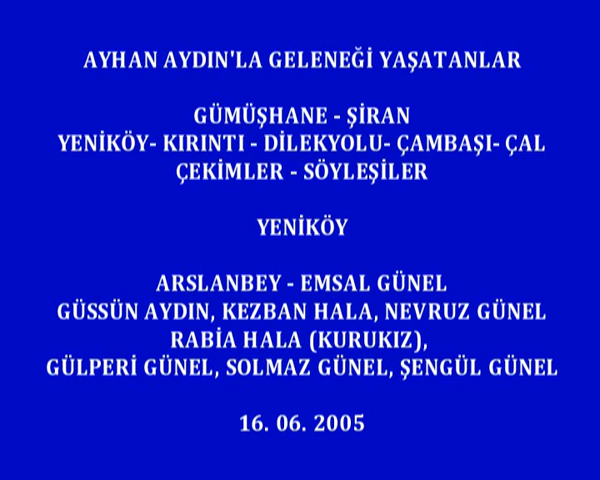 AYHAN AYDIN'LA GELENEĞİ YAŞATANLAR
GÜMÜŞHANE - ŞİRAN
YENİKÖY- KIRINTI - DİLEKYOLU- ÇAMBAŞI- ÇAL
ÇEKİMLER - SÖYLEŞİLER
YENİKÖY
ARSLANBEY - EMSAL GÜNEL
GÜSSÜN AYDIN, KEZBAN HALA, NEVRUZ GÜNEL
RABİA HALA (KURUKIZ),
GÜLPERİ GÜNEL, SOLMAZ GÜNEL, ŞENGÜL GÜNEL
16. 06. 2005